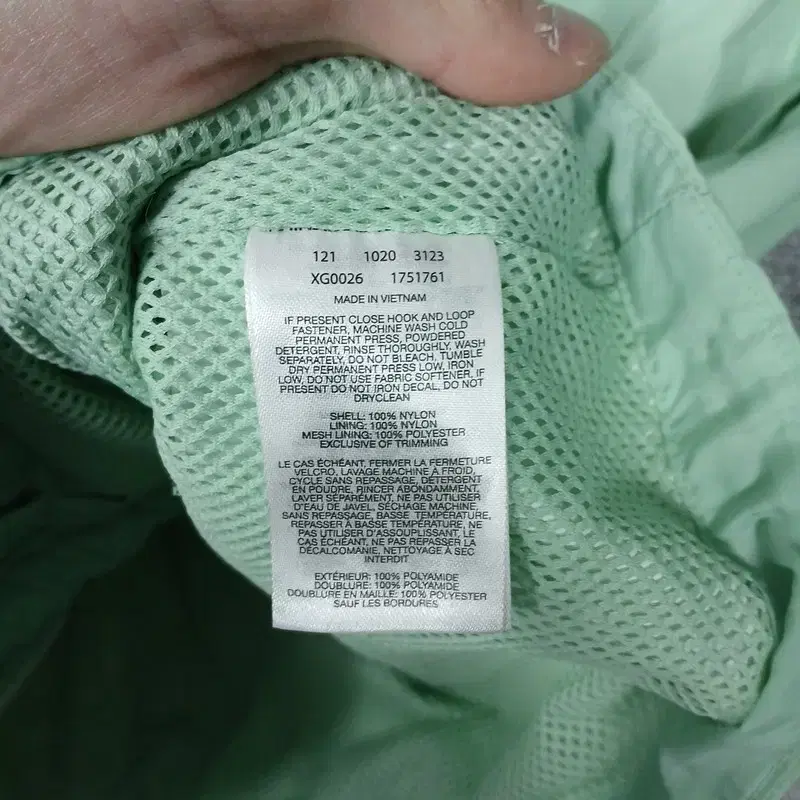 121 1020 3123
XG0026 1751761
MADE IN VIETNAM
IF PRESENT CLOSE HOOK AND LOOP
FASTENER, MACHINE WASH COLD
PERMANENT PRESS, POWDERED
DETERGENT, RINSE THOROUGHLY, WASH
SEPARATELY, DO NOT BLEACH, TUMBLE
DRY PERMANENT PRESS LOW, IRON
LOW, DO NOT USE FABRIC SOFTENER, IF
PRESENT DO NOT IRON DECAL, DO NOT
DRYCLEAN
SHELL: 100% NYLON
LINING: 100% NYLON
MESH LINING: 100% POLYESTER
EXCLUSIVE OF TRIMMING
LE CAS ÉCHÉANT, FERMER LA FERMETURE
VELCRO, LAVAGE MACHINE À FROID,
CYCLE SANS REPASSAGE, DÉTERGENT
EN POUDRE, RINCER ABONDAMMENT,
LAVER SÉPARÉMENT, NE PAS UTILISER
D'EAU DE JAVEL, SÉCHAGE MACHINE,
SANS REPASSAGE, BASSE TEMPÉRATURE,
REPASSER À BASSE TEMPÉRATURE, NE
PAS UTILISER D'ASSOUPLISSANT, LE
CAS ÉCHÉANT, NE PAS REPASSER LA
DÉCALCOMANIE, NETTOYAGE À SEC
INTERDIT
EXTÉRIEUR: 100% POLYAMIDE
DOUBLURE: 100% POLYAMIDE
DOUBLURE EN MAILLE: 100% POLYESTER
SAUF LES BORDURES